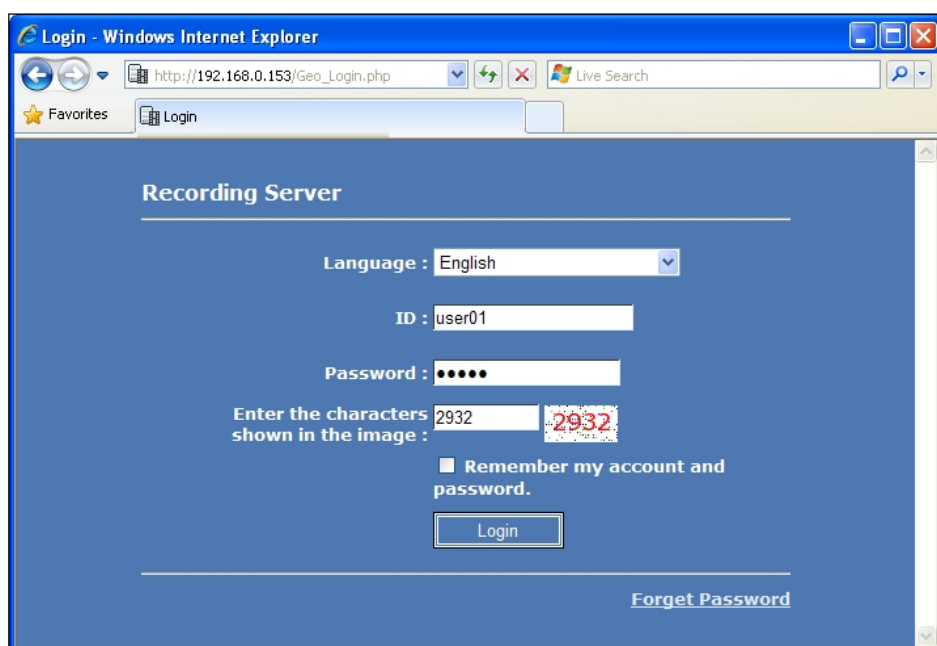 Login - Windows Internet Explorer
http://192.168.0.153/Geo_Login.php Live Search
Favorites Login
Recording Server
Language : English
ID : user01
Password : •••••
Enter the characters
shown in the image : 2932 2932
Remember my account and
password.
Login
Forget Password